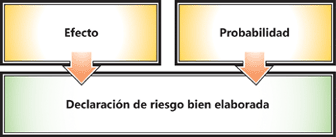 Efecto
Probabilidad
Declaración de riesgo bien elaborada